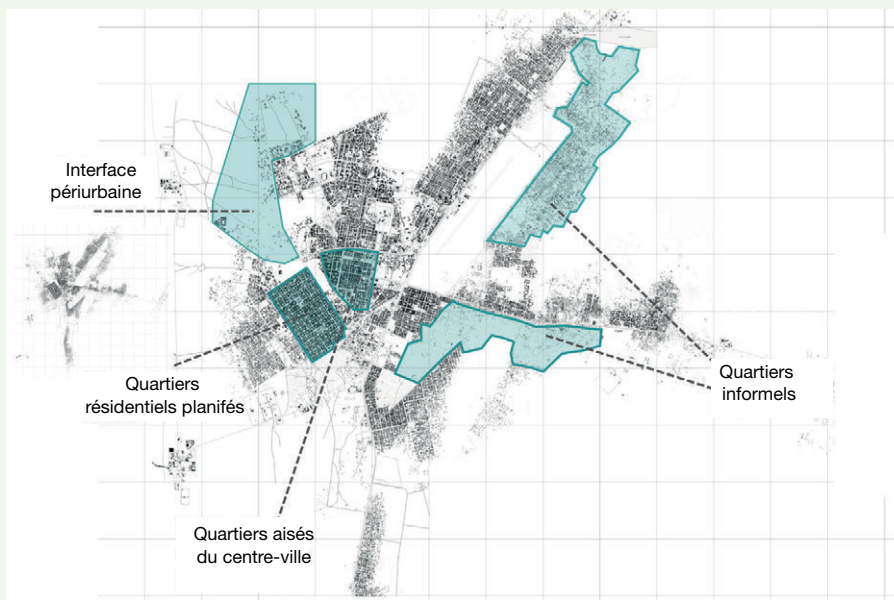 Interface
périurbaine
Quartiers
résidentiels planifés
Quartiers
informels
Quartiers aisés
du centre-ville